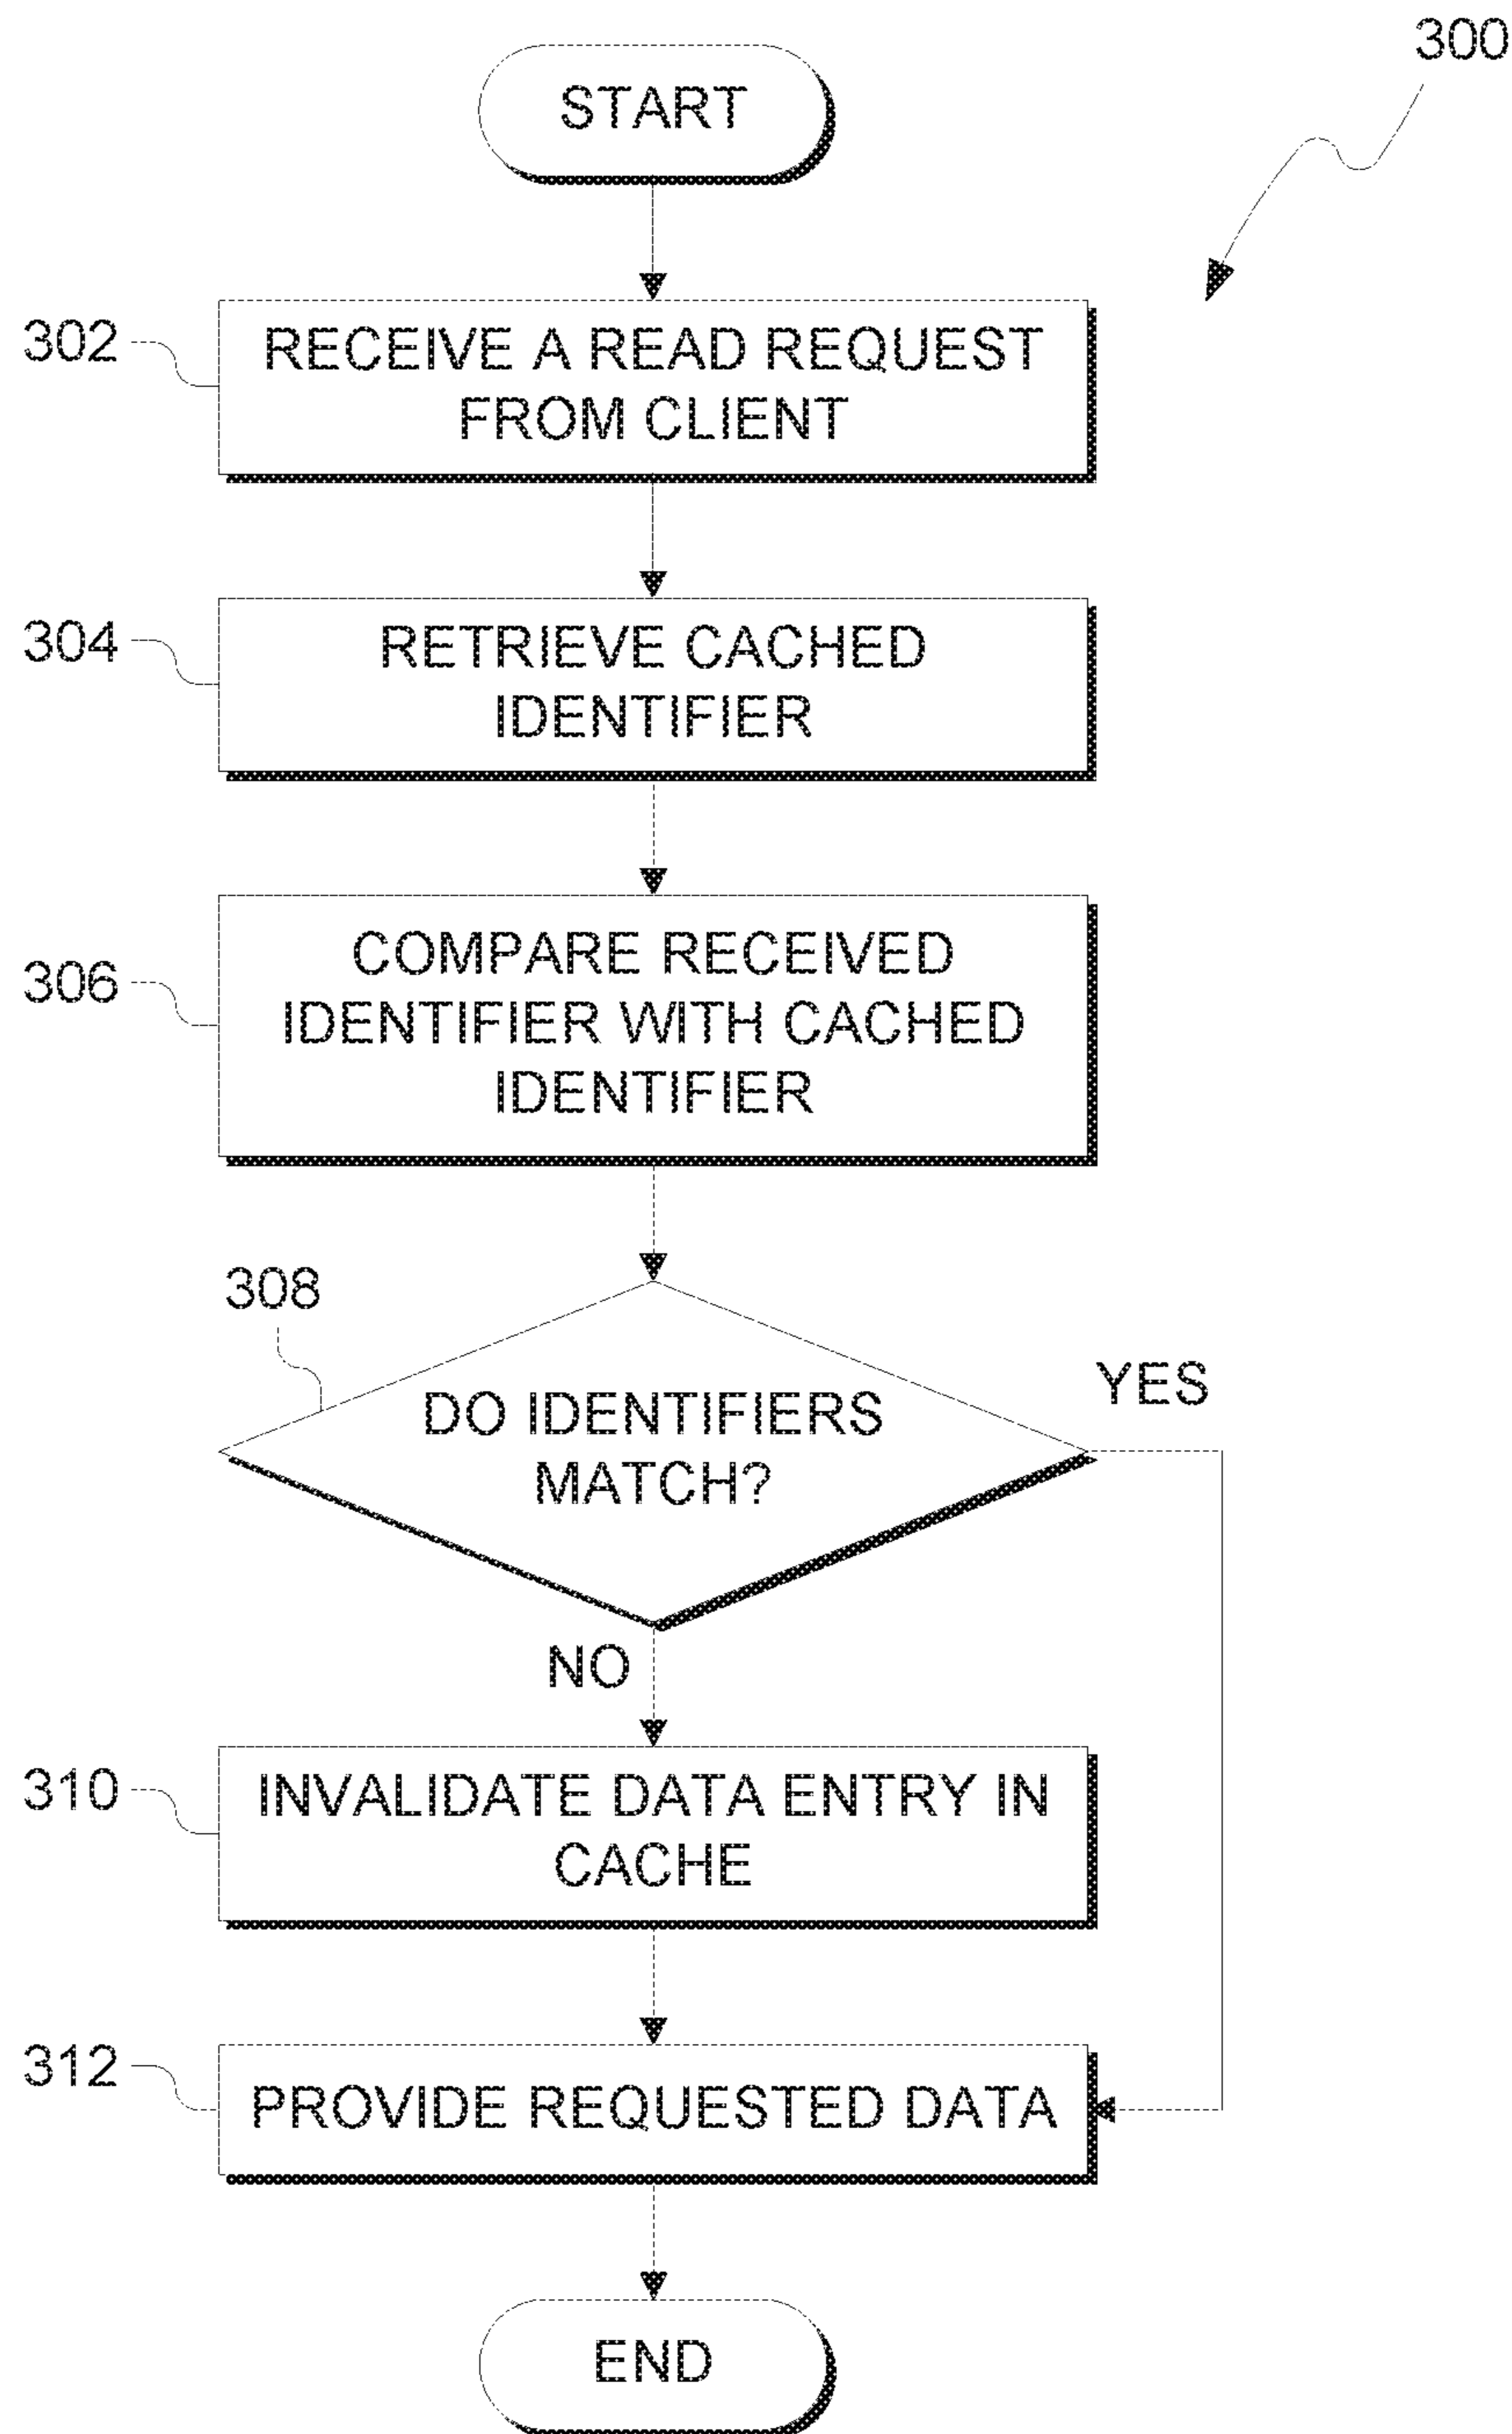 300
START
302
RECEIVE A READ REQUEST
FROM CLIENT
304
RETRIEVE CACHED
IDENTIFIER
306
COMPARE RECEIVED
IDENTIFIER WITH CACHED
IDENTIFIER
308
DO IDENTIFIERS
MATCH?
YES
NO
310
INVALIDATE DATA ENTRY IN
CACHE
312
PROVIDE REQUESTED DATA
END